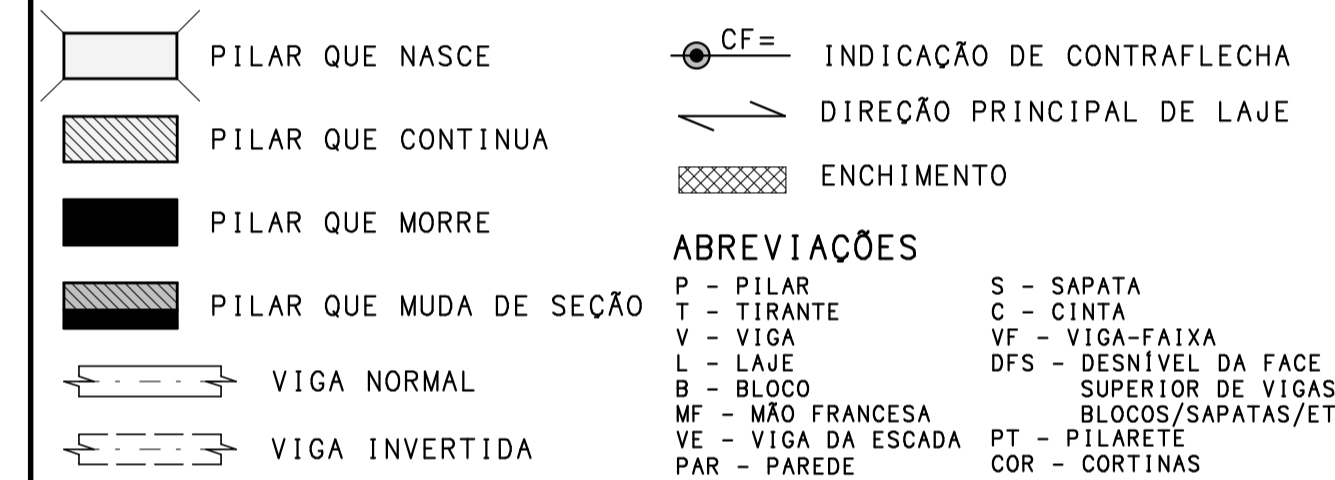 PILAR QUE NASCE
PILAR QUE CONTINUA
PILAR QUE MORRE
PILAR QUE MUDA DE SEÇÃO
VIGA NORMAL
VIGA INVERTIDA
CF=
INDICAÇÃO DE CONTRAFLECHA
DIREÇÃO PRINCIPAL DE LAJE
ENCHIMENTO
ABREVIAÇÕES
P - PILAR
T - TIRANTE
V - VIGA
L - LAJE
B - BLOCO
MF - MÃO FRANCESA
VE - VIGA DA ESCADA
PAR - PAREDE
S - SAPATA
C - CINTA
VF - VIGA-FAIXA
DFS - DESNÍVEL DA FACE
SUPERIOR DE VIGAS
BLOCOS/SAPATAS/ET
PT - PILARETE
COR - CORTINAS